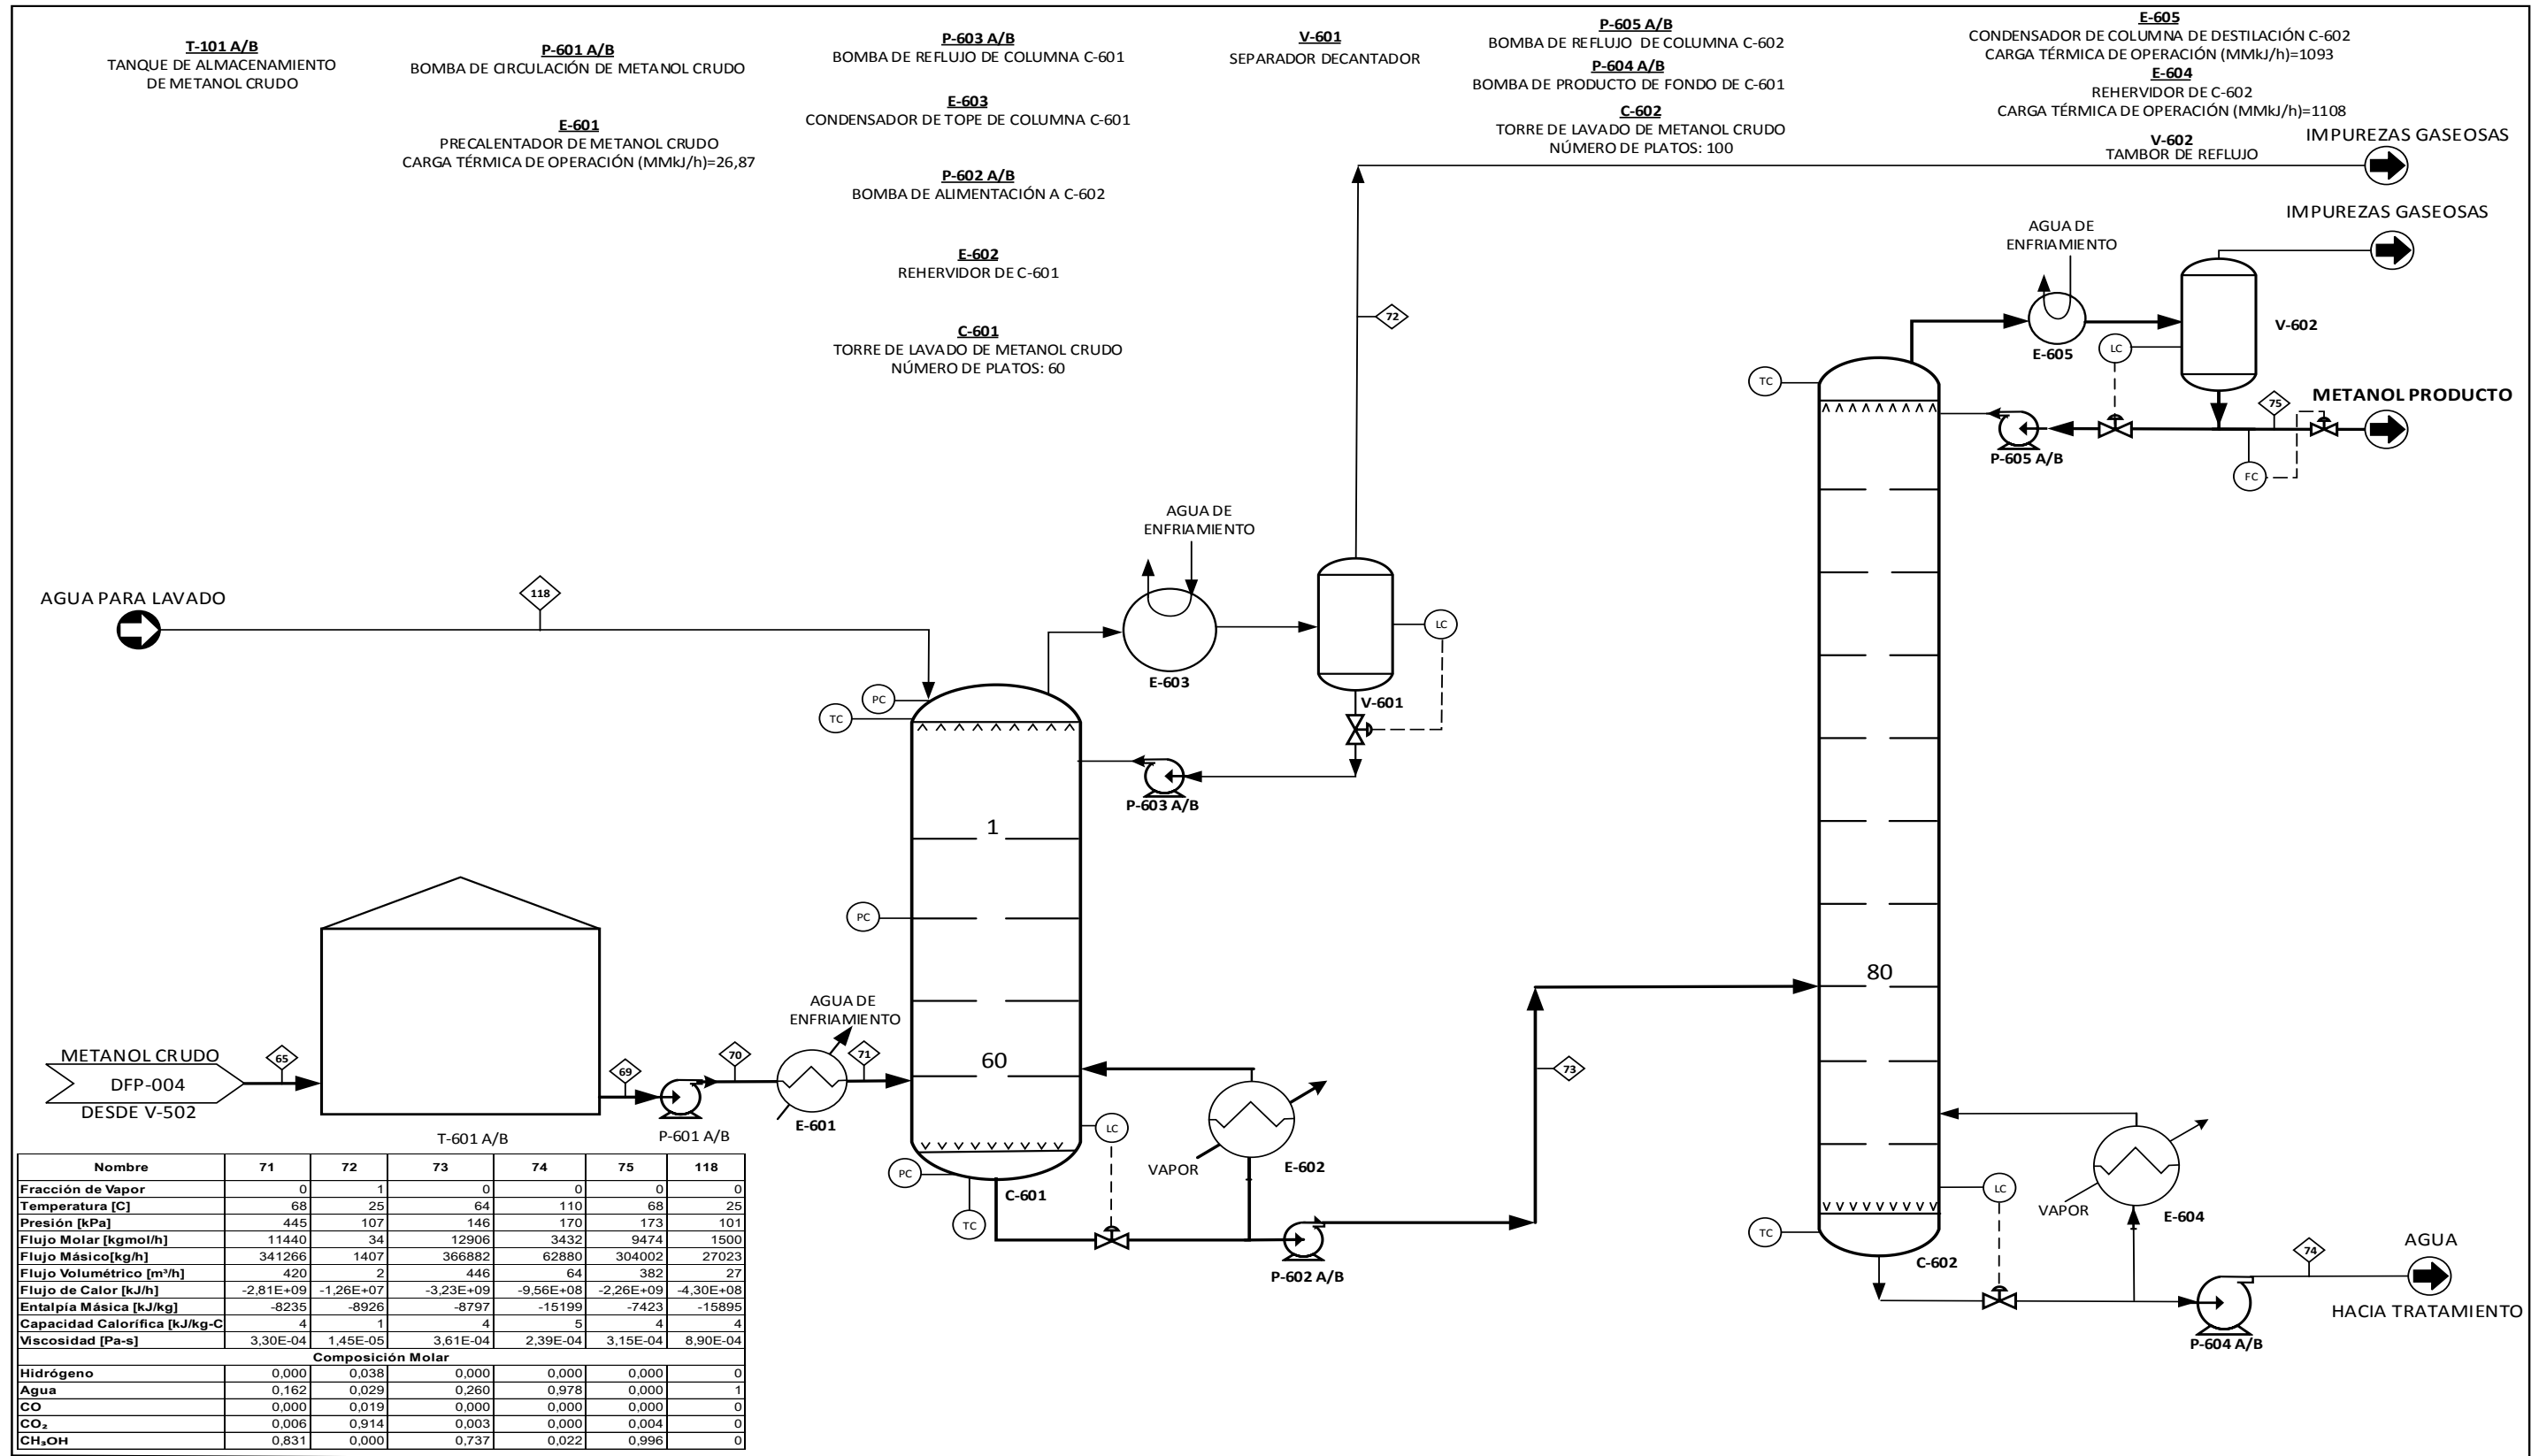 T-101 A/B
TANQUE DE ALMACENAMIENTO
DE METANOL CRUDO
P-601 A/B
BOMBA DE CIRCULACIÓN DE METANOL CRUDO
E-601
PRECALENTADOR DE METANOL CRUDO
CARGA TÉRMICA DE OPERACIÓN (MMkJ/h)=26,87
P-603 A/B
BOMBA DE REFLUJO DE COLUMNA C-601
E-603
CONDENSADOR DE TOPE DE COLUMNA C-601
P-602 A/B
BOMBA DE ALIMENTACIÓN A C-602
E-602
REHERVIDOR DE C-601
C-601
TORRE DE LAVADO DE METANOL CRUDO
NÚMERO DE PLATOS: 60
V-601
SEPARADOR DECANTADOR
P-605 A/B
BOMBA DE REFLUJO DE COLUMNA C-602
P-604 A/B
BOMBA DE PRODUCTO DE FONDO DE C-601
C-602
TORRE DE LAVADO DE METANOL CRUDO
NÚMERO DE PLATOS: 100
E-605
CONDENSADOR DE COLUMNA DE DESTILACIÓN C-602
CARGA TÉRMICA DE OPERACIÓN (MMkJ/h)=1093
E-604
REHERVIDOR DE C-602
CARGA TÉRMICA DE OPERACIÓN (MMkJ/h)=1108
V-602
TAMBOR DE REFLUJO
IMPUREZAS GASEOSAS
IMPUREZAS GASEOSAS
AGUA DE
ENFRIAMIENTO
V-602
E-605
LC
TC
72
75
METANOL PRODUCTO
P-605 A/B
FC
AGUA DE
ENFRIAMIENTO
AGUA PARA LAVADO
118
E-603
LC
V-601
PC
TC
P-603 A/B
1
PC
80
60
AGUA DE
ENFRIAMIENTO
METANOL CRUDO
DFP-004
DESDE V-502
65
69
70
71
73
E-601
T-601 A/B
P-601 A/B
LC
VAPOR
E-602
PC
C-601
TC
P-602 A/B
LC
VAPOR
E-604
TC
C-602
74
AGUA
HACIA TRATAMIENTO
P-604 A/B
Nombre 71 72 73 74 75 118
Fracción de Vapor 0 1 0 0 0 0
Temperatura [C] 68 25 64 110 68 25
Presión [kPa] 445 107 146 170 173 101
Flujo Molar [kgmol/h] 11440 34 12906 3432 9474 1500
Flujo Másico[kg/h] 341266 1407 366882 62880 304002 27023
Flujo Volumétrico [m³/h] 420 2 446 64 382 27
Flujo de Calor [kJ/h] -2,81E+09 -1,26E+07 -3,23E+09 -9,56E+08 -2,26E+09 -4,30E+08
Entalpía Másica [kJ/kg] -8235 -8926 -8797 -15199 -7423 -15895
Capacidad Calorífica [kJ/kg-C 4 1 4 5 4 4
Viscosidad [Pa-s] 3,30E-04 1,45E-05 3,61E-04 2,39E-04 3,15E-04 8,90E-04
Composición Molar
Hidrógeno 0,000 0,038 0,000 0,000 0,000 0
Agua 0,162 0,029 0,260 0,978 0,000 1
CO 0,000 0,019 0,000 0,000 0,000 0
CO₂ 0,006 0,914 0,003 0,000 0,004 0
CH₃OH 0,831 0,000 0,737 0,022 0,996 0